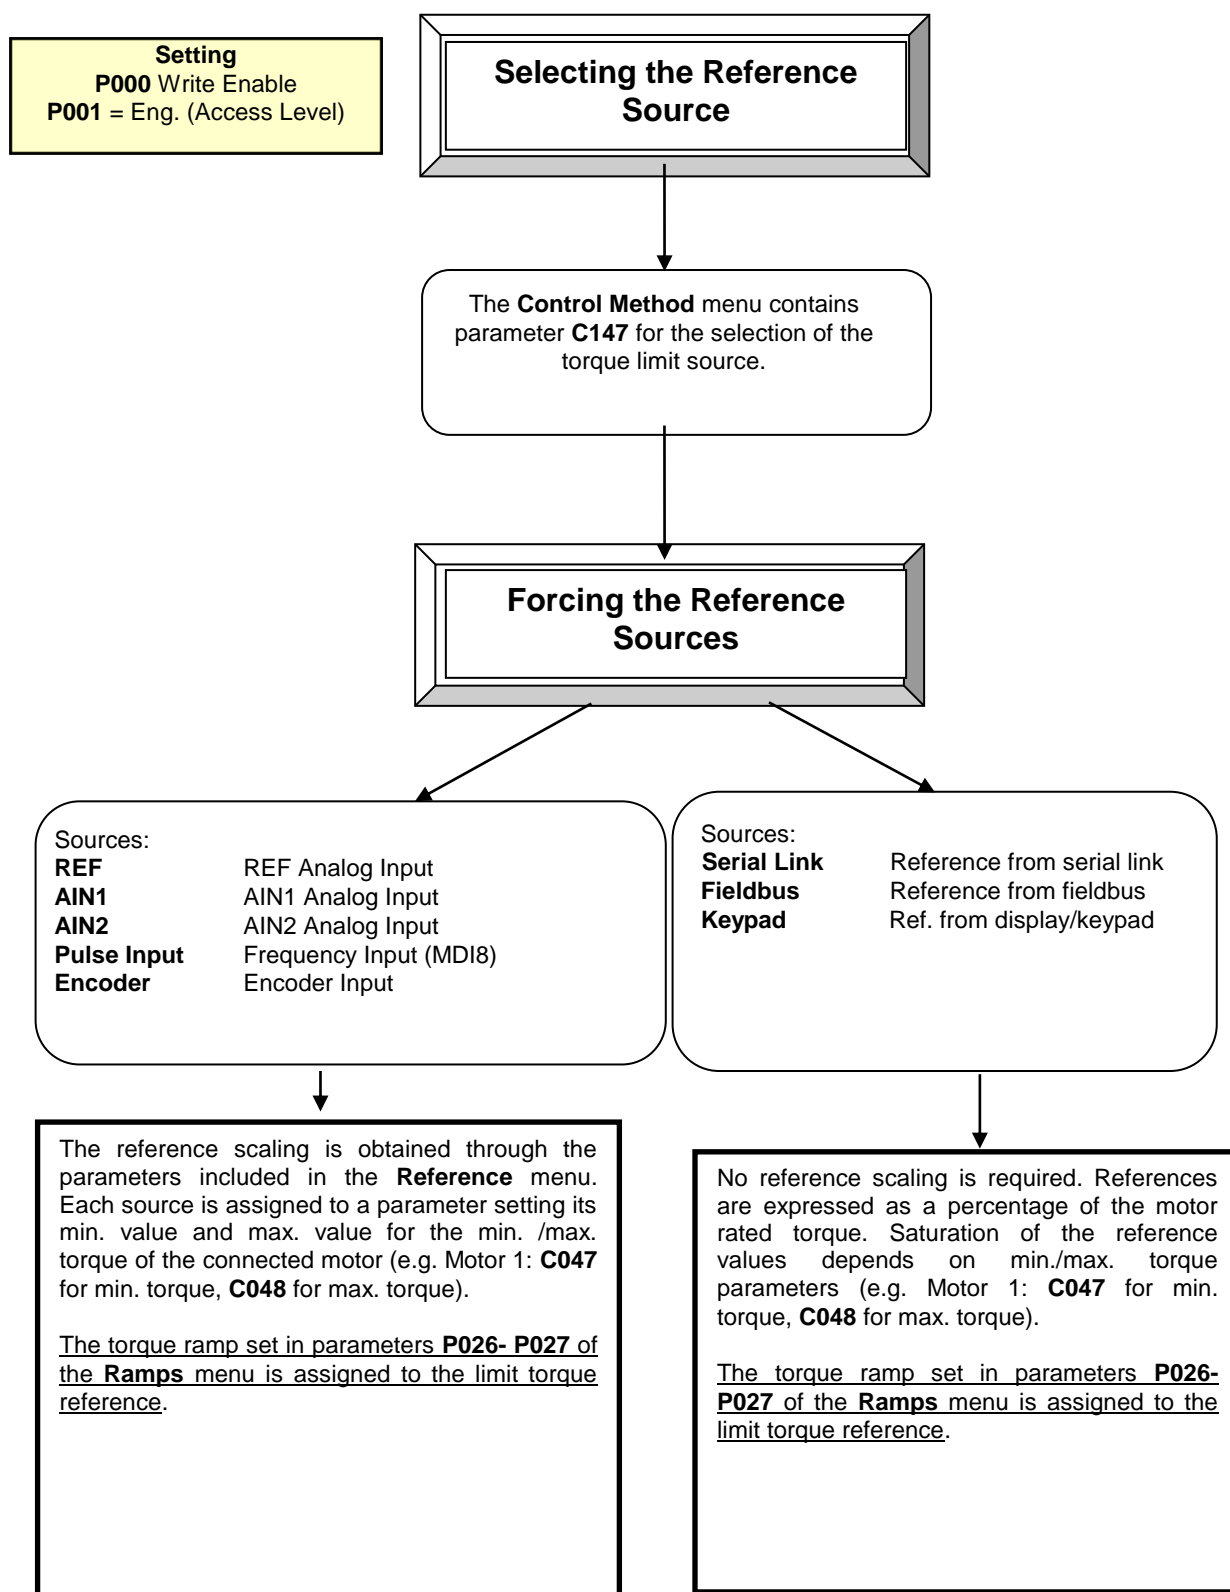 Setting
P000 Write Enable
P001 = Eng. (Access Level)
Selecting the Reference
Source
The Control Method menu contains
parameter C147 for the selection of the
torque limit source.
Forcing the Reference
Sources
Sources:
REF REF Analog Input
AIN1 AIN1 Analog Input
AIN2 AIN2 Analog Input
Pulse Input Frequency Input (MDI8)
Encoder Encoder Input
Sources:
Serial Link Reference from serial link
Fieldbus Reference from fieldbus
Keypad Ref. from display/keypad
The reference scaling is obtained through the
parameters included in the Reference menu.
Each source is assigned to a parameter setting its
min. value and max. value for the min. /max.
torque of the connected motor (e.g. Motor 1: C047
for min. torque, C048 for max. torque).
The torque ramp set in parameters P026- P027 of
the Ramps menu is assigned to the limit torque
reference.
No reference scaling is required. References
are expressed as a percentage of the motor
rated torque. Saturation of the reference
values depends on min./max. torque
parameters (e.g. Motor 1: C047 for min.
torque, C048 for max. torque).
The torque ramp set in parameters P026-
P027 of the Ramps menu is assigned to the
limit torque reference.